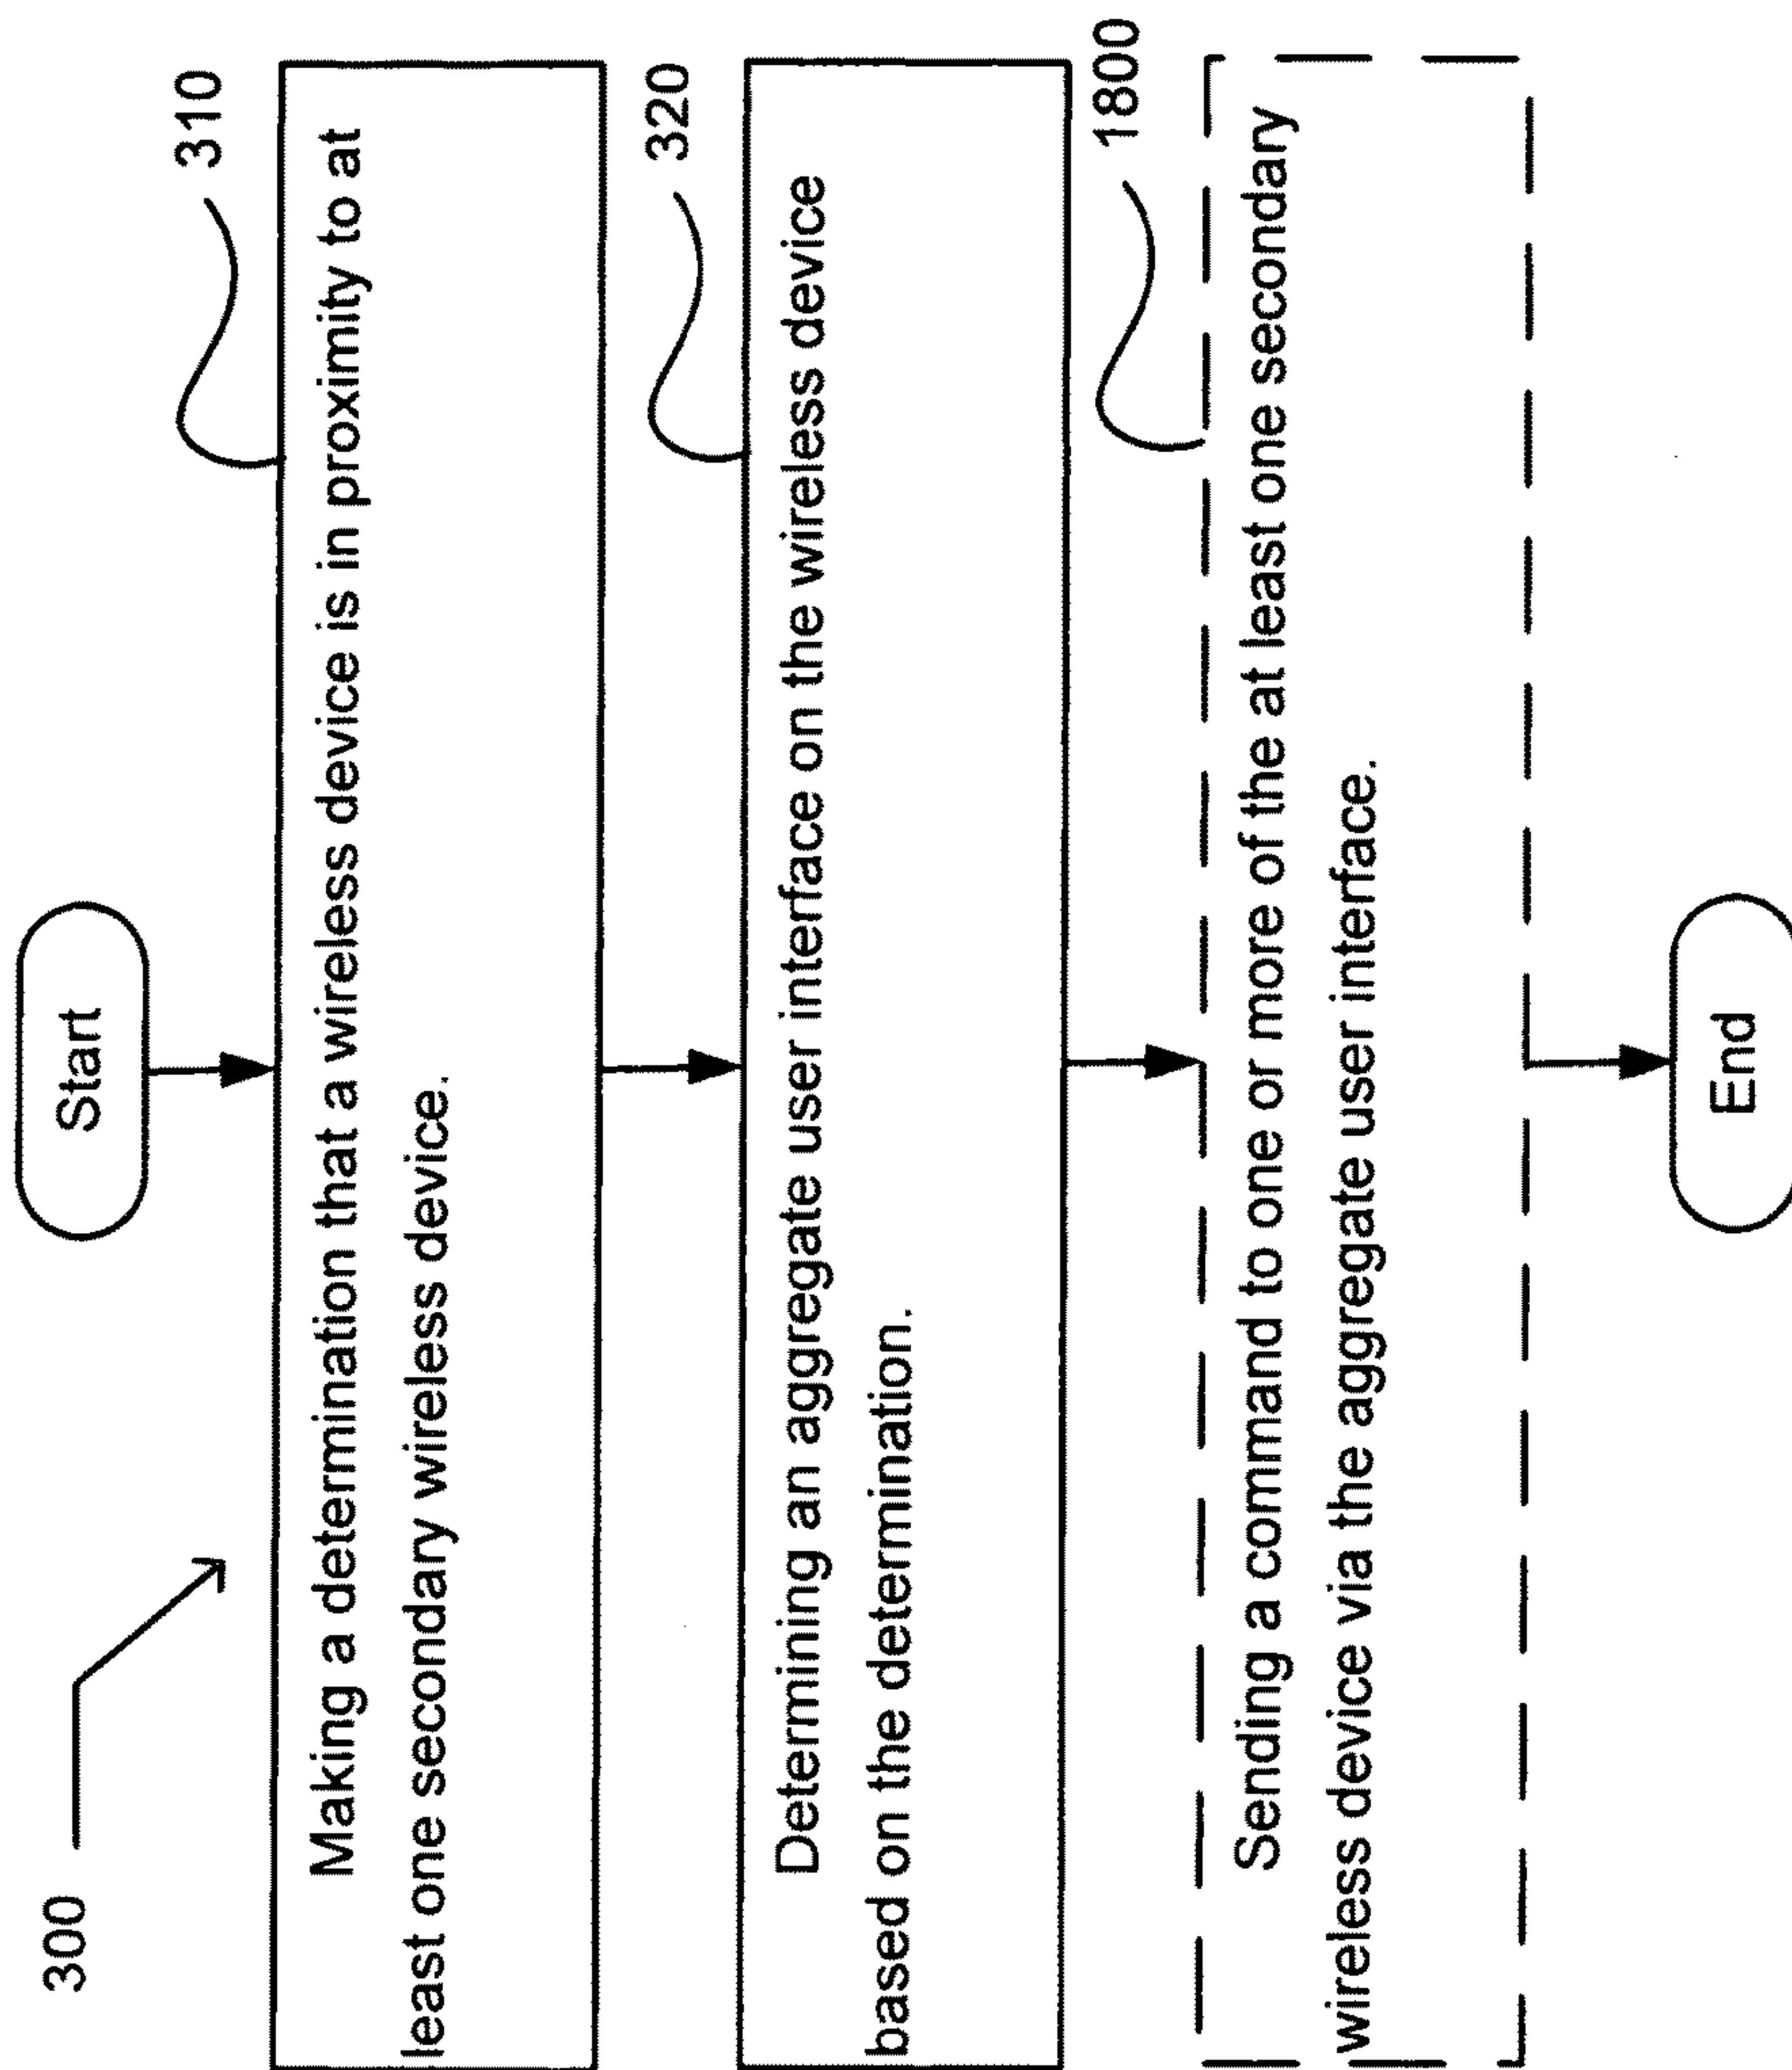 300
Start
310
Making a determination that a wireless device is in proximity to at
least one secondary wireless device.
320
Determining an aggregate user interface on the wireless device
based on the determination.
1800
Sending a command to one or more of the at least one secondary
wireless device via the aggregate user interface.
End